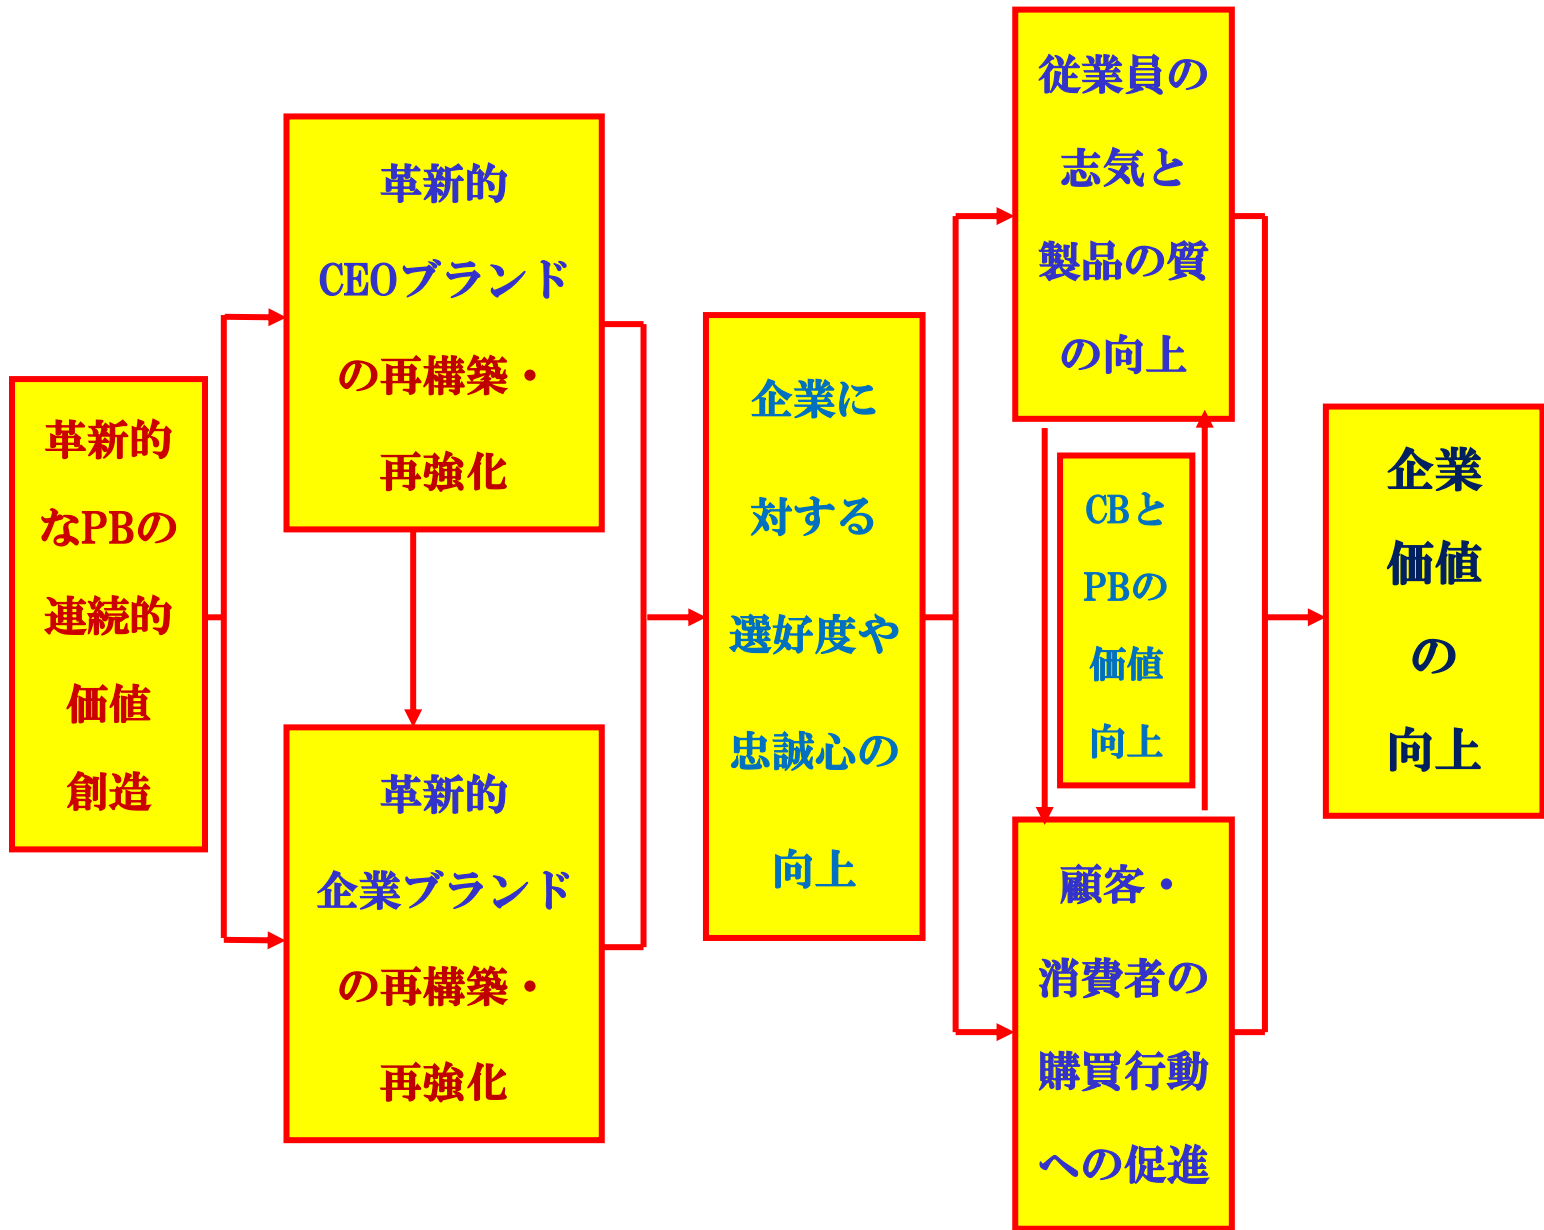 革新的
なPBの
連続的
価値
創造
革新的
CEOブランド
の再構築・
再強化
革新的
企業ブランド
の再構築・
再強化
企業に
対する
選好度や
忠誠心の
向上
従業員の
志気と
製品の質
の向上
CBと
PBの
価値
向上
顧客・
消費者の
購買行動
への促進
企業
価値
の
向上